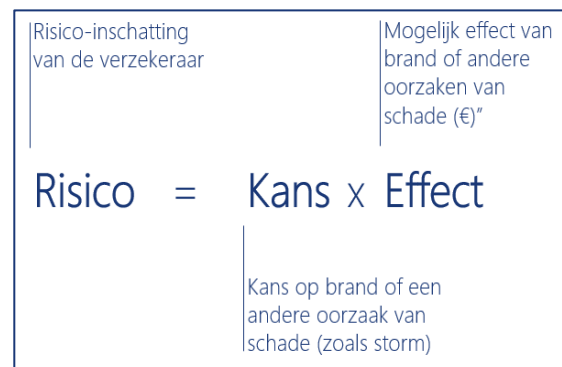 Risico-inschatting
van de verzekeraar
Mogelijk effect van
brand of andere
oorzaken van
schade (€)”
Risico = Kans x Effect
Kans op brand of een
andere oorzaak van
schade (zoals storm)